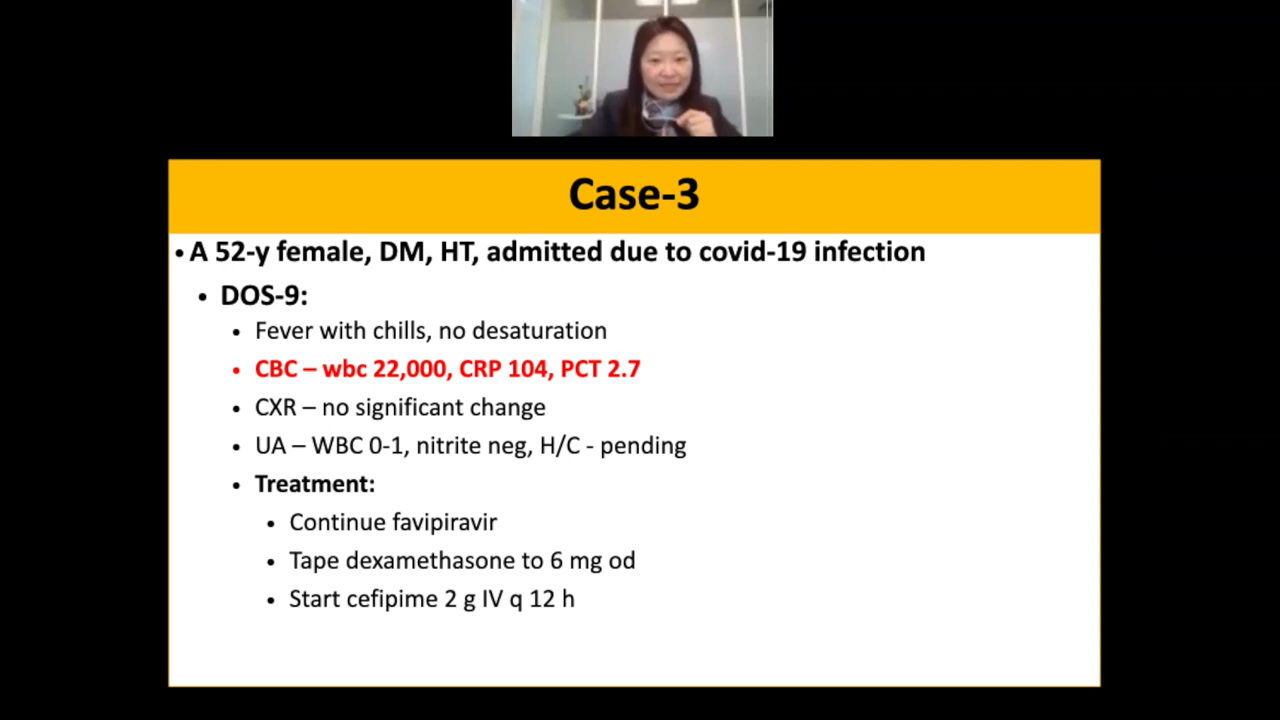 Case-3
• A 52-y female, DM, HT, admitted due to covid-19 infection
• DOS-9:
• Fever with chills, no desaturation
• CBC – wbc 22,000, CRP 104, PCT 2.7
• CXR – no significant change
• UA – WBC 0-1, nitrite neg, H/C - pending
• Treatment:
• Continue favipiravir
• Tape dexamethasone to 6 mg od
• Start cefipime 2 g IV q 12 h